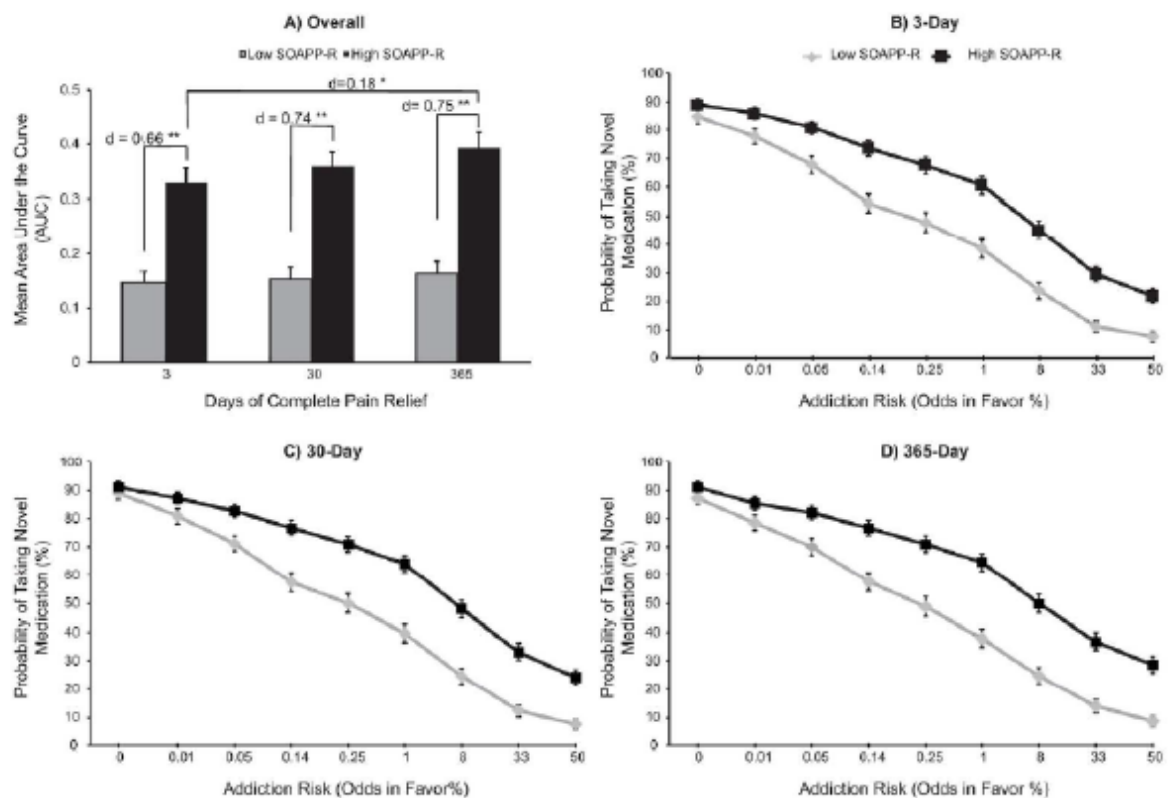 A) Overall
Low SOAPP-R High SOAPP-R
d=0.18 *
d = 0.66 **
d = 0.74 **
d= 0.75 **
Mean Area Under the Curve
(AUC)
0.5
0.4
0.3
0.2
0.1
0
3 30 365
Days of Complete Pain Relief
B) 3-Day
Low SOAPP-R High SOAPP-R
Probability of Taking Novel
Medication (%)
100
90
80
70
60
50
40
30
20
10
0
0 0.01 0.05 0.14 0.25 1 8 33 50
Addiction Risk (Odds in Favor %)
C) 30-Day
Probability of Taking Novel
Medication (%)
100
90
80
70
60
50
40
30
20
10
0
0 0.01 0.05 0.14 0.25 1 8 33 50
Addiction Risk (Odds in Favor%)
D) 365-Day
Probability of Taking Novel
Medication (%)
100
90
80
70
60
50
40
30
20
10
0
0 0.01 0.05 0.14 0.25 1 8 33 50
Addiction Risk (Odds in Favor %)